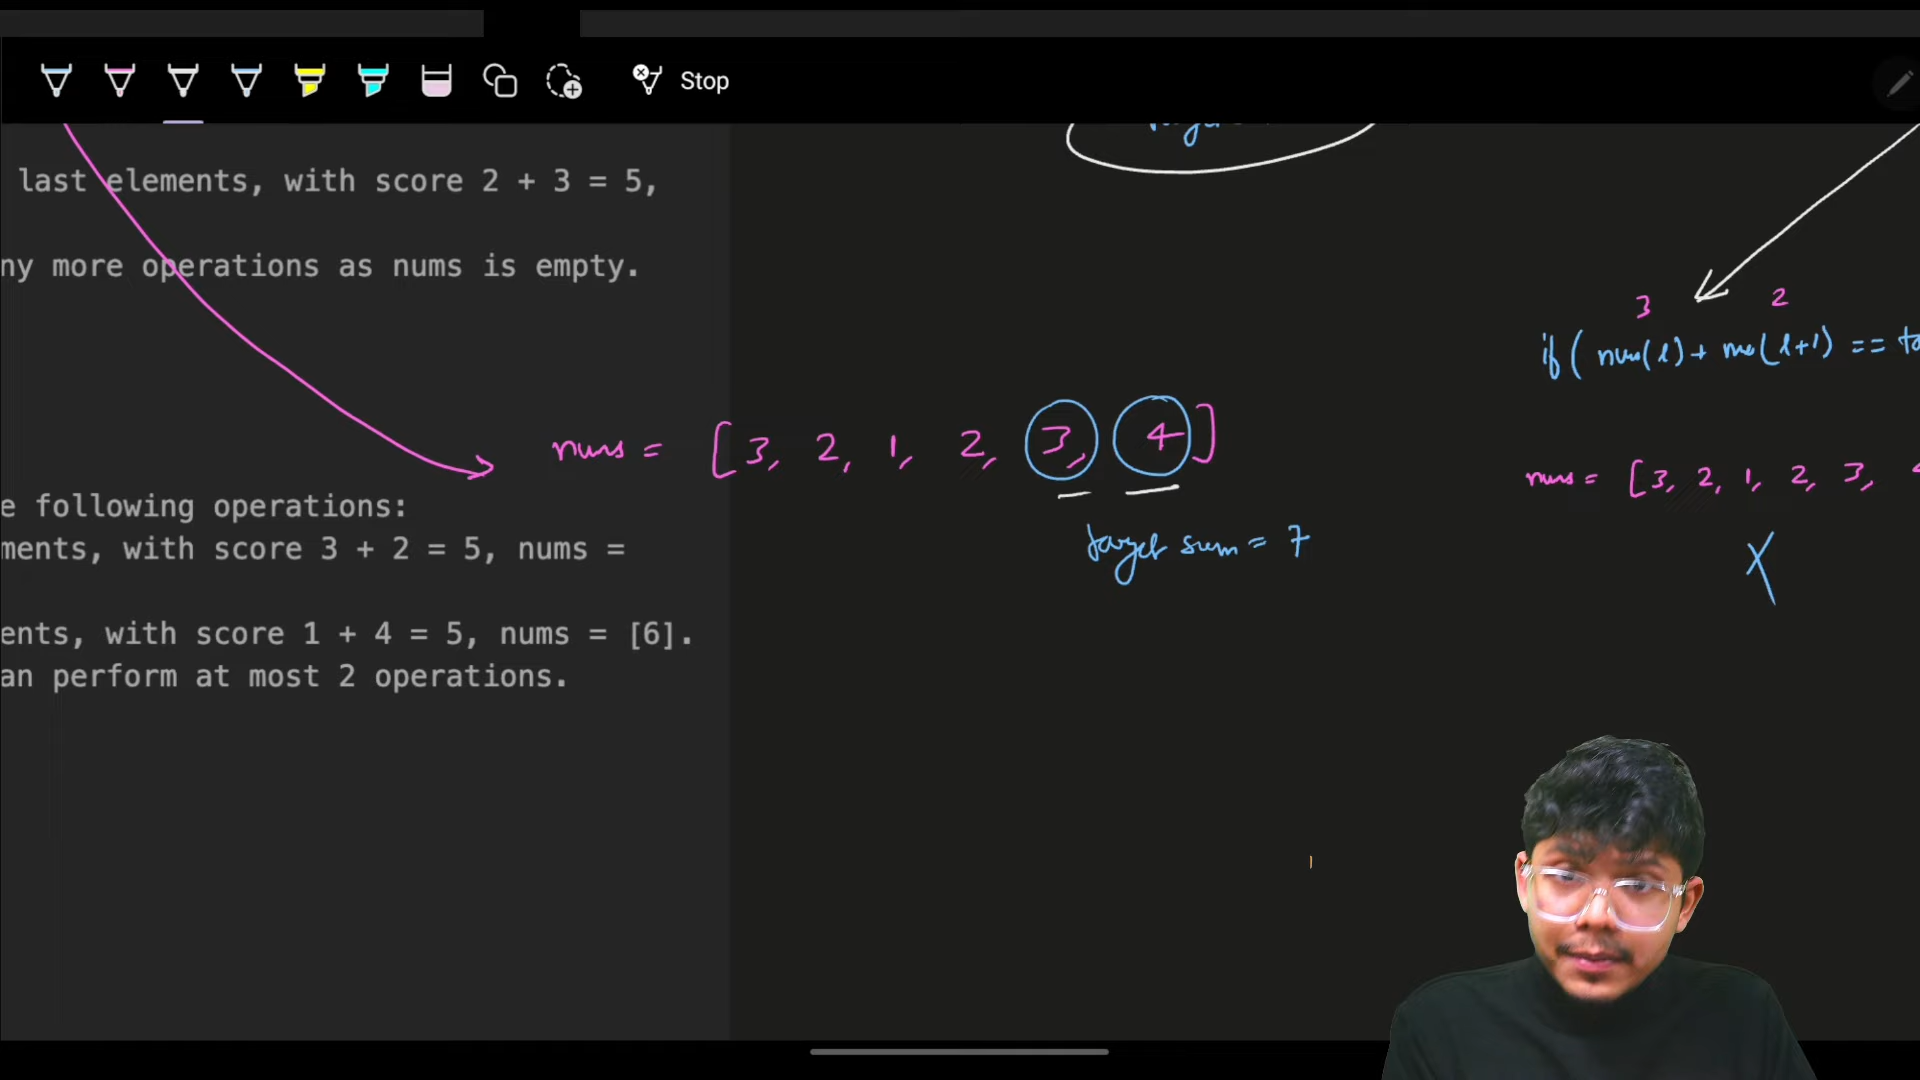 Stop
last elements, with score 2 + 3 = 5,
ny more operations as nums is empty.
3 2
if ( nums(l) + nums(l+1) ==
nums = [3, 2, 1, 2, 3, 4]
nums = [3, 2, 1, 2, 3,
e following operations:
ments, with score 3 + 2 = 5, nums =
target sum = 7
X
ents, with score 1 + 4 = 5, nums = [6].
an perform at most 2 operations.